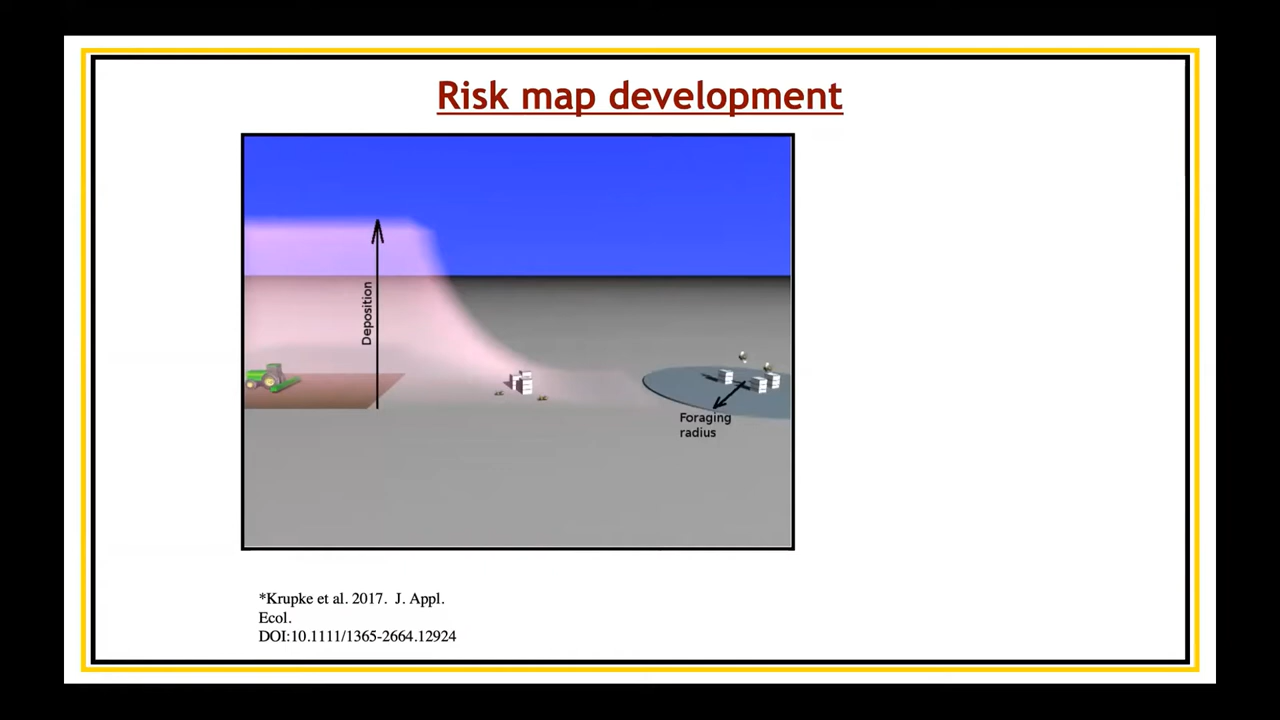 Risk map development
Deposition
Foraging
radius
*Krupke et al. 2017.  J. Appl.
Ecol.
DOI:10.1111/1365-2664.12924